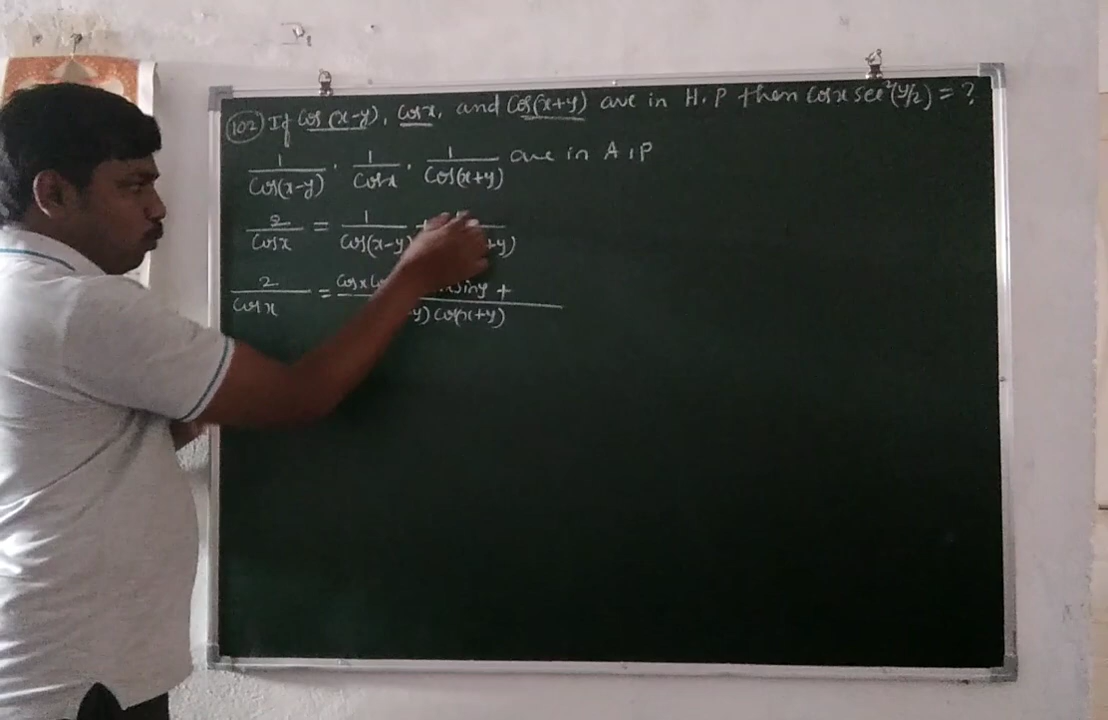 102) If Cos (x-y), Cosx, and Cos(x+y) are in H.P then Cosx sec²(y/2) = ?
1/Cos(x-y) , 1/Cosx , 1/Cos(x+y) are in A.P
2/Cosx = 1/Cos(x-y) + y)
2/Cosx = Cosx siny + / y) Cos(x+y)